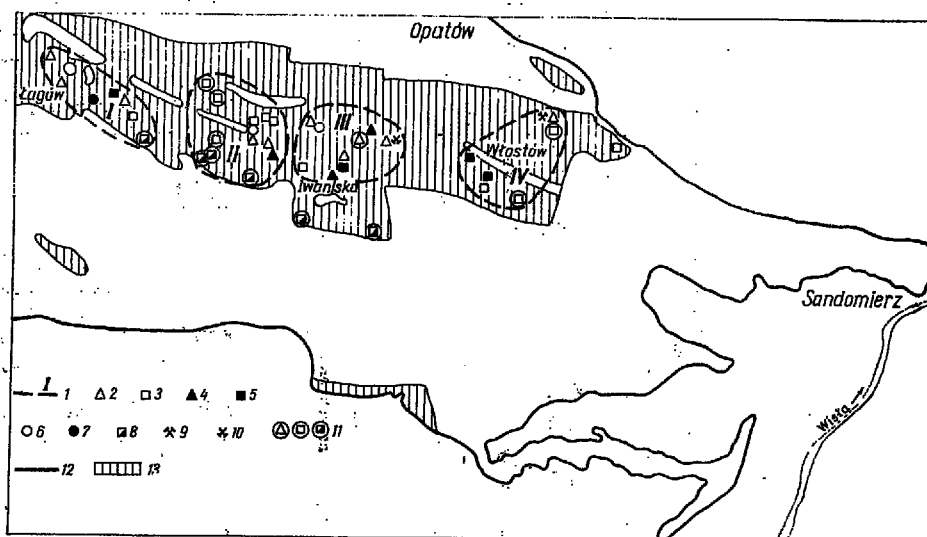 Opatów
Łagów
I
II
III
Iwaniska
Włostów
IV
Sandomierz
Wisła
I 1 2 3 4 5
6 7 8 9 10 11
12 13